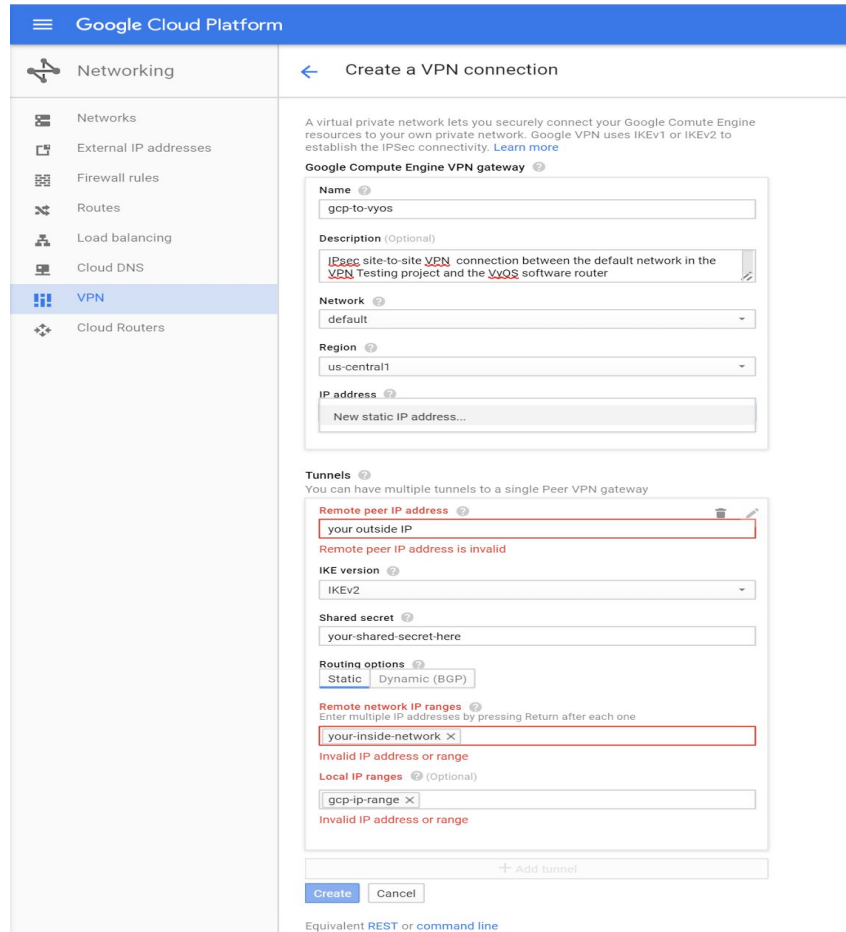 Google Cloud Platform
Networking
Create a VPN connection
Networks
External IP addresses
Firewall rules
Routes
Load balancing
Cloud DNS
VPN
Cloud Routers
A virtual private network lets you securely connect your Google Comute Engine
resources to your own private network. Google VPN uses IKEv1 or IKEv2 to
establish the IPSec connectivity. Learn more
Google Compute Engine VPN gateway
Name
gcp-to-vyos
Description (Optional)
IPsec site-to-site VPN connection between the default network in the
VPN Testing project and the VyOS software router
Network
default
Region
us-central1
IP address
New static IP address...
Tunnels
You can have multiple tunnels to a single Peer VPN gateway
Remote peer IP address
your outside IP
Remote peer IP address is invalid
IKE version
IKEv2
Shared secret
your-shared-secret-here
Routing options
Static Dynamic (BGP)
Remote network IP ranges
Enter multiple IP addresses by pressing Return after each one
your-inside-network ×
Invalid IP address or range
Local IP ranges (Optional)
gcp-ip-range ×
Invalid IP address or range
+ Add tunnel
Create Cancel
Equivalent REST or command line